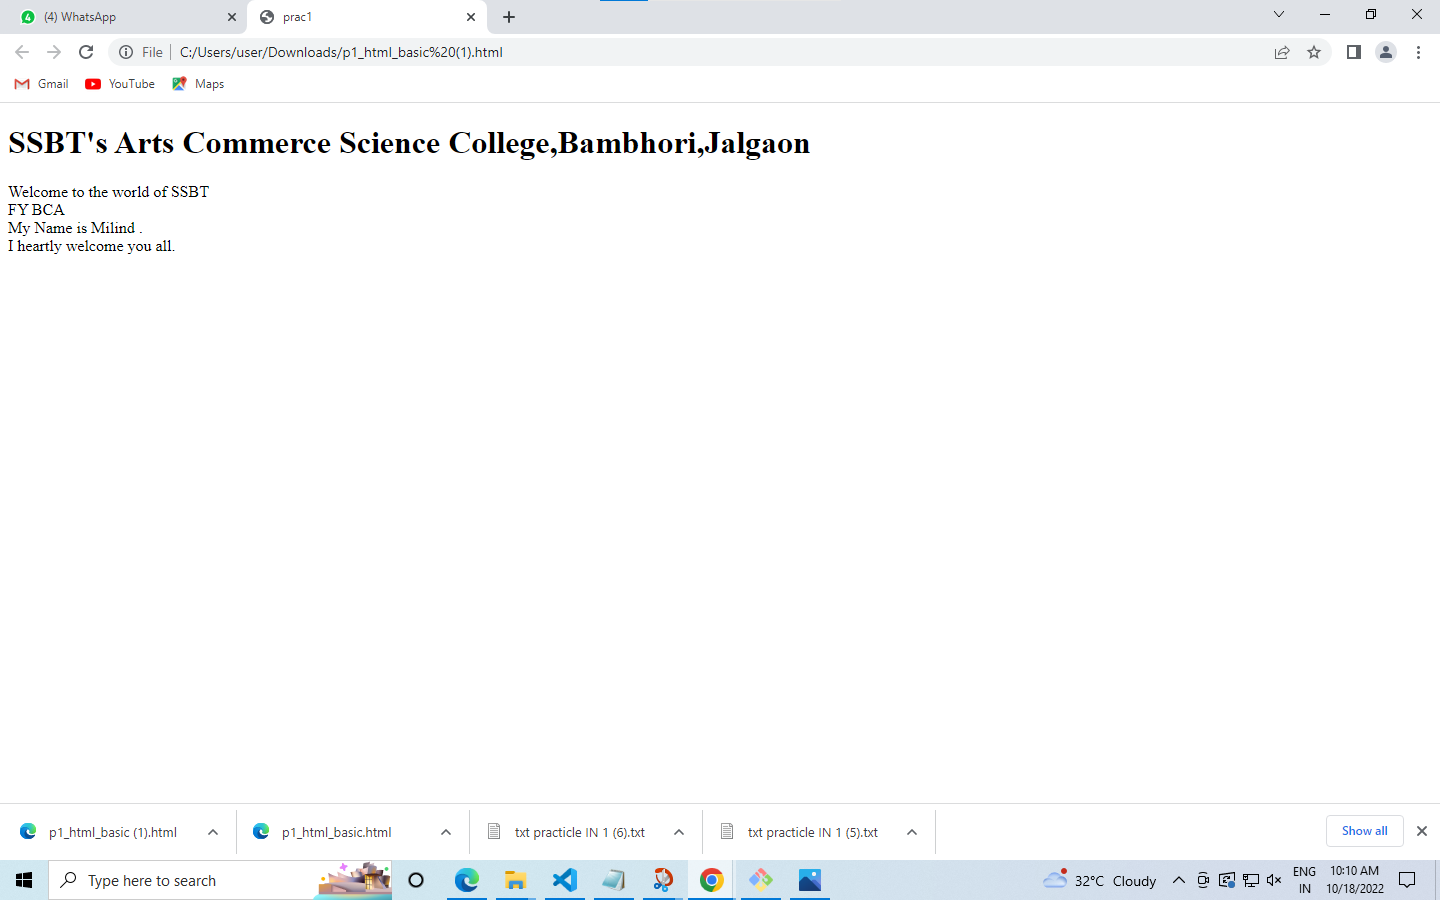 (4) WhatsApp
prac1
File
C:/Users/user/Downloads/p1_html_basic%20(1).html
Gmail
YouTube
Maps
SSBT's Arts Commerce Science College,Bambhori,Jalgaon
Welcome to the world of SSBT
FY BCA
My Name is Milind .
I heartly welcome you all.
p1_html_basic (1).html
p1_html_basic.html
txt practicle IN 1 (6).txt
txt practicle IN 1 (5).txt
Show all
Type here to search
32°C Cloudy
ENG
IN
10:10 AM
10/18/2022